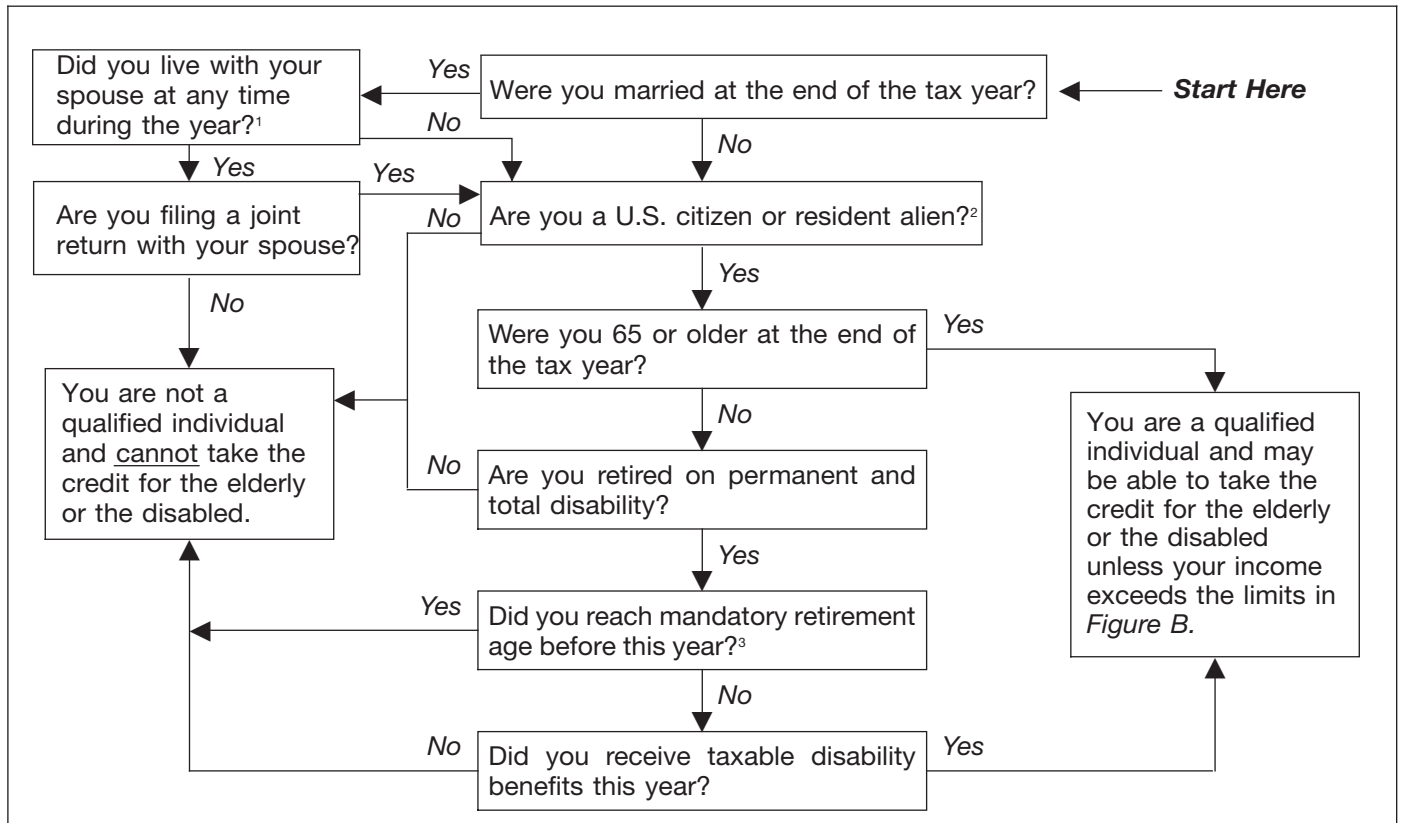 Did you live with your
spouse at any time
during the year?¹
Yes
Were you married at the end of the tax year?
Start Here
No
No
Yes
Yes
Are you filing a joint
return with your spouse?
No
Are you a U.S. citizen or resident alien?²
Yes
No
Were you 65 or older at the end of
the tax year?
Yes
You are not a
qualified individual
and cannot take the
credit for the elderly
or the disabled.
No
No
Are you retired on permanent and
total disability?
You are a qualified
individual and may
be able to take the
credit for the elderly
or the disabled
unless your income
exceeds the limits in
Figure B.
Yes
Yes
Did you reach mandatory retirement
age before this year?³
No
No
Did you receive taxable disability
benefits this year?
Yes